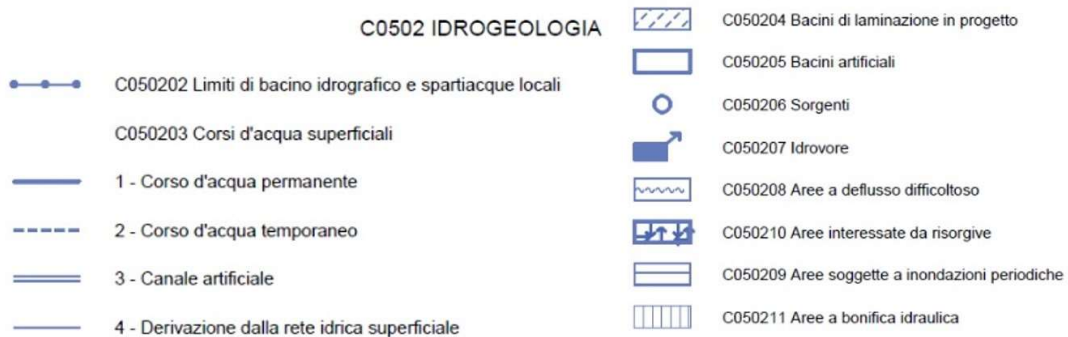 C0502 IDROGEOLOGIA
C050202 Limiti di bacino idrografico e spartiacque locali
C050203 Corsi d'acqua superficiali
1 - Corso d'acqua permanente
2 - Corso d'acqua temporaneo
3 - Canale artificiale
4 - Derivazione dalla rete idrica superficiale
C050204 Bacini di laminazione in progetto
C050205 Bacini artificiali
C050206 Sorgenti
C050207 Idrovore
C050208 Aree a deflusso difficoltoso
C050210 Aree interessate da risorgive
C050209 Aree soggette a inondazioni periodiche
C050211 Aree a bonifica idraulica